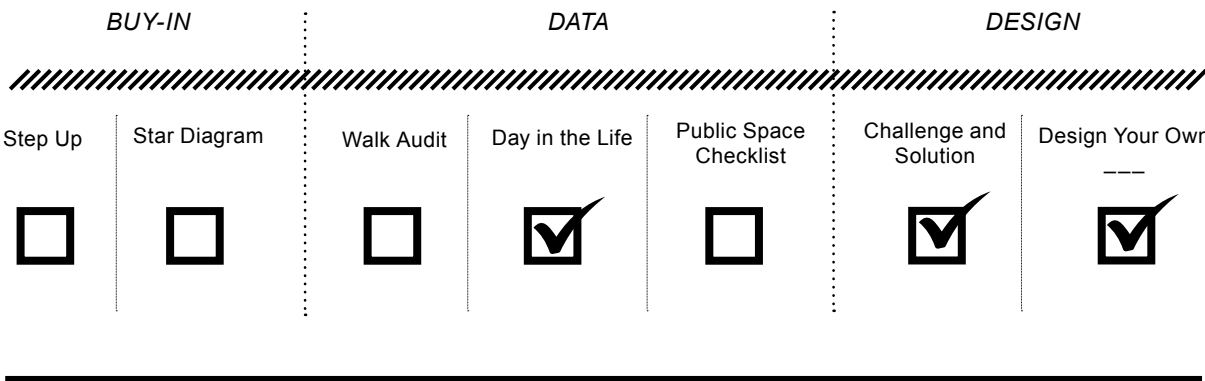 BUY-IN
DATA
DESIGN
Step Up
Star Diagram
Walk Audit
Day in the Life
Public Space
Checklist
Challenge and
Solution
Design Your Own
___